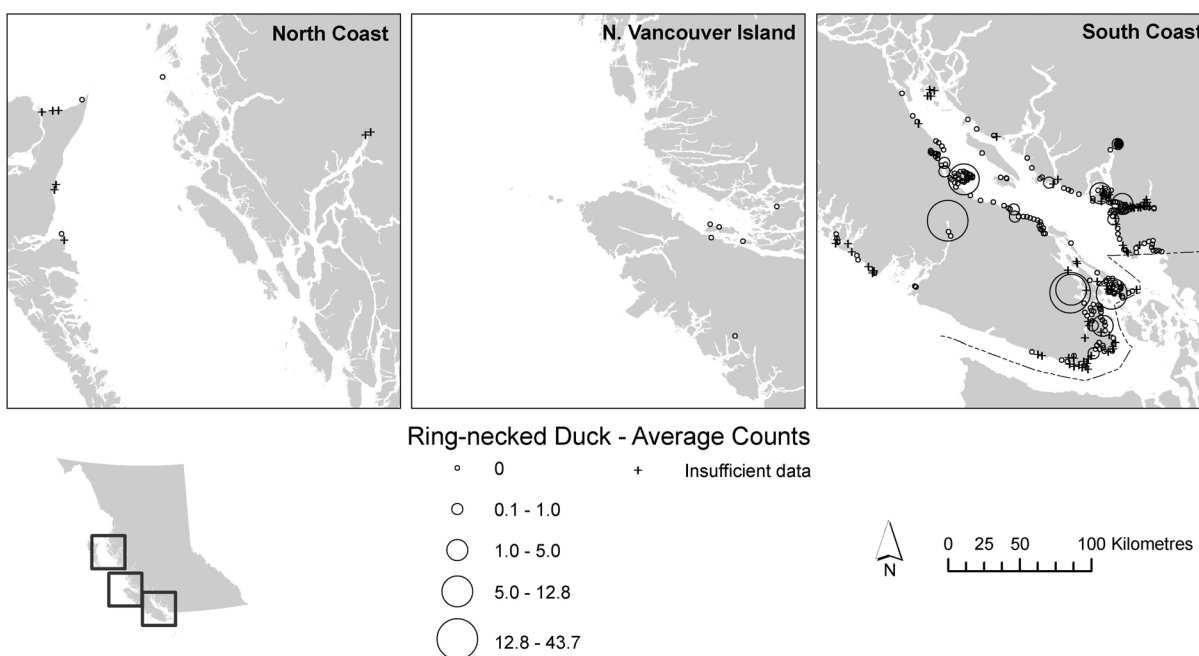 North Coast
N. Vancouver Island
South Coast
Ring-necked Duck - Average Counts
0
+ Insufficient data
0.1 - 1.0
1.0 - 5.0
5.0 - 12.8
12.8 - 43.7
N
0 25 50 100 Kilometres